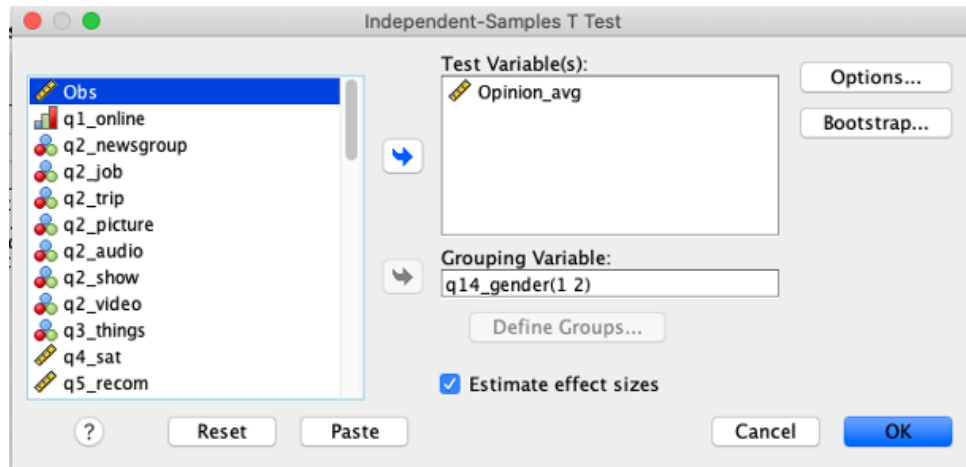 Independent-Samples T Test
Obs
q1_online
q2_newsgroup
q2_job
q2_trip
q2_picture
q2_audio
q2_show
q2_video
q3_things
q4_sat
q5_recom
Test Variable(s):
Opinion_avg
Grouping Variable:
q14_gender(1 2)
Define Groups...
Estimate effect sizes
Options...
Bootstrap...
?
Reset
Paste
Cancel
OK